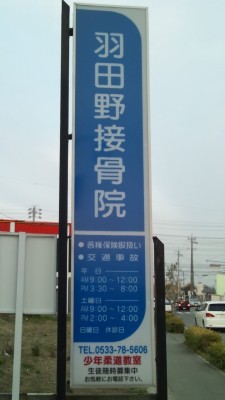 羽田野接骨院
●各種保険取扱い
●交通事故
平 日
AM9:00～12:00
PM3:30～ 8:00
土曜日
AM9:00～12:00
PM2:00～ 4:00
日曜日 休診日
TEL.0533-76-5606
少年柔道教室
生徒随時募集中
お気軽にお電話下さい。